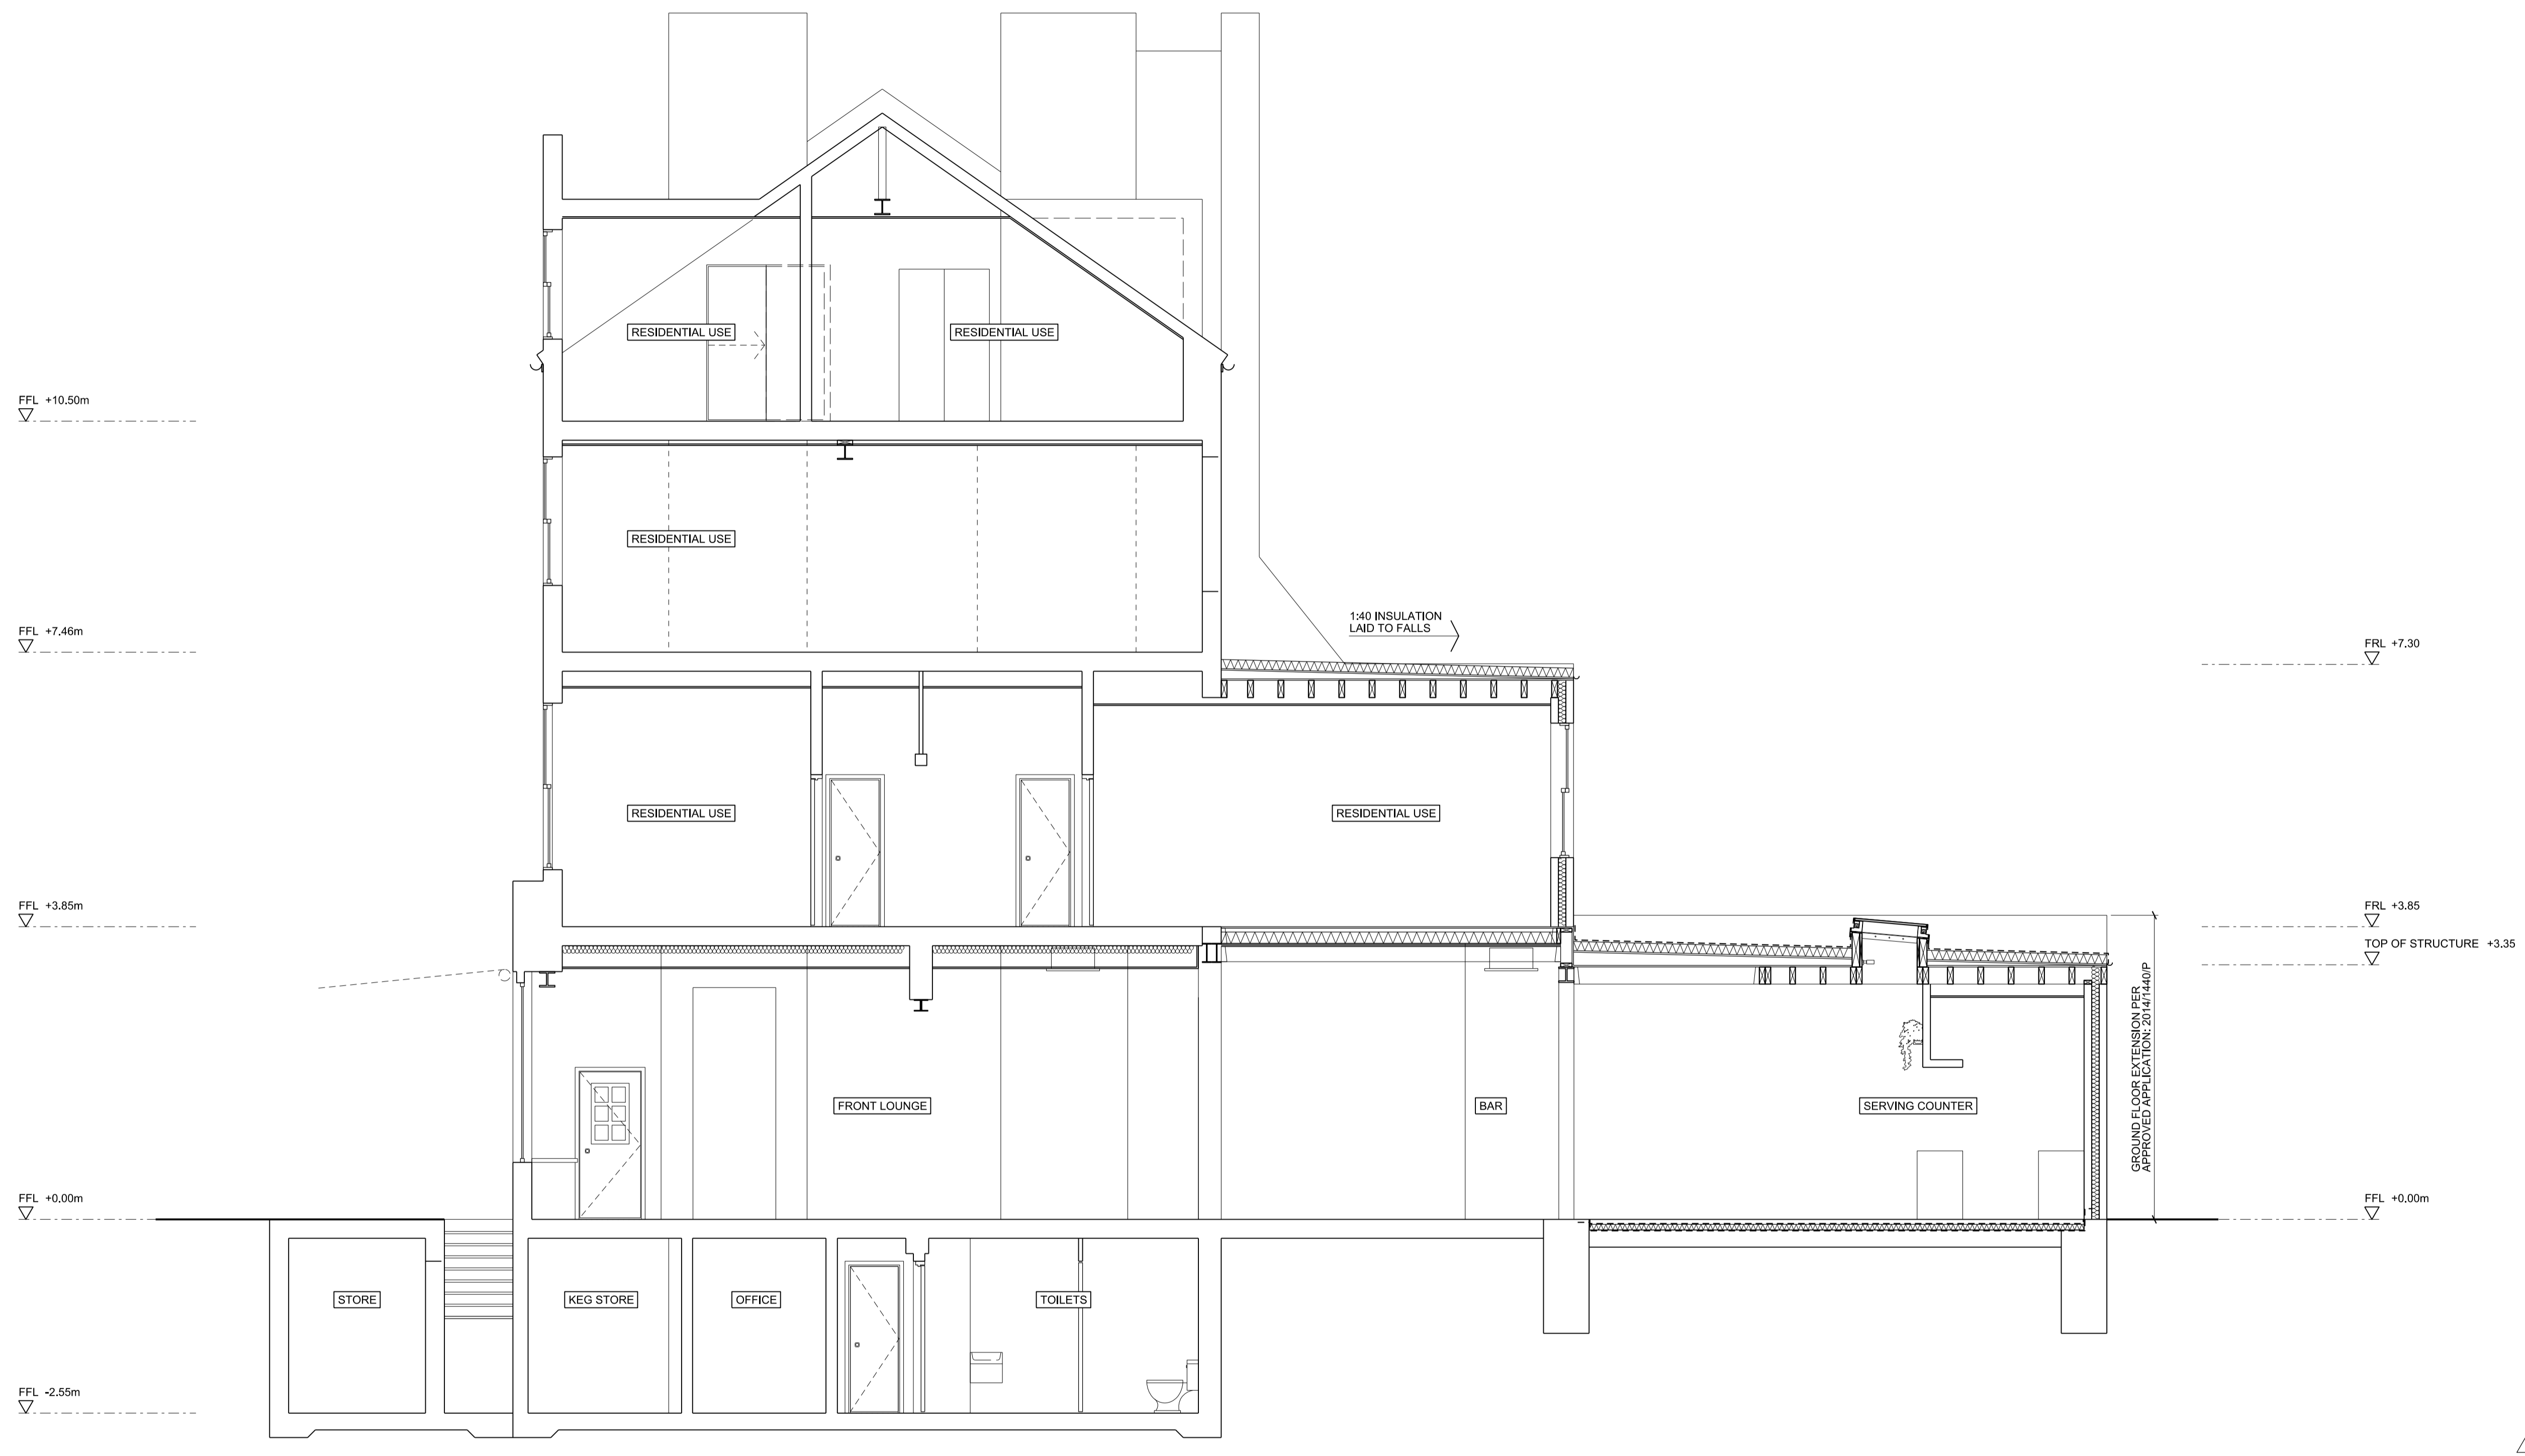 RESIDENTIAL USE
RESIDENTIAL USE
FFL +10.50m
RESIDENTIAL USE
1:40 INSULATION
LAID TO FALLS
FFL +7.46m
FRL +7.30
RESIDENTIAL USE
RESIDENTIAL USE
FFL +3.85m
FRL +3.85
TOP OF STRUCTURE +3.35
GROUND FLOOR EXTENSION PER
APPROVED APPLICATION: 2014/1440/P
FRONT LOUNGE
BAR
SERVING COUNTER
FFL +0.00m
FFL +0.00m
STORE
KEG STORE
OFFICE
TOILETS
FFL -2.55m